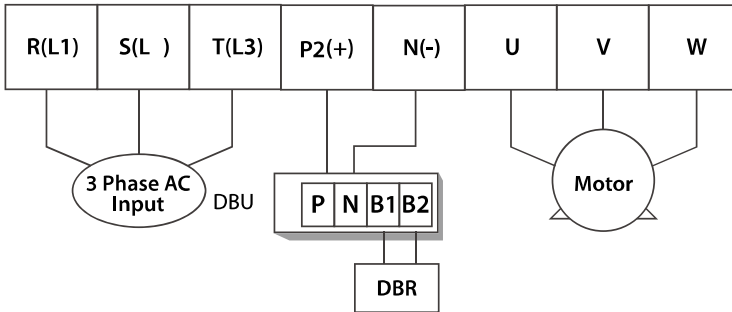 R(L1) S(L ) T(L3) P2(+) N(-) U V W
3 Phase AC
Input
DBU
P N B1 B2
Motor
DBR